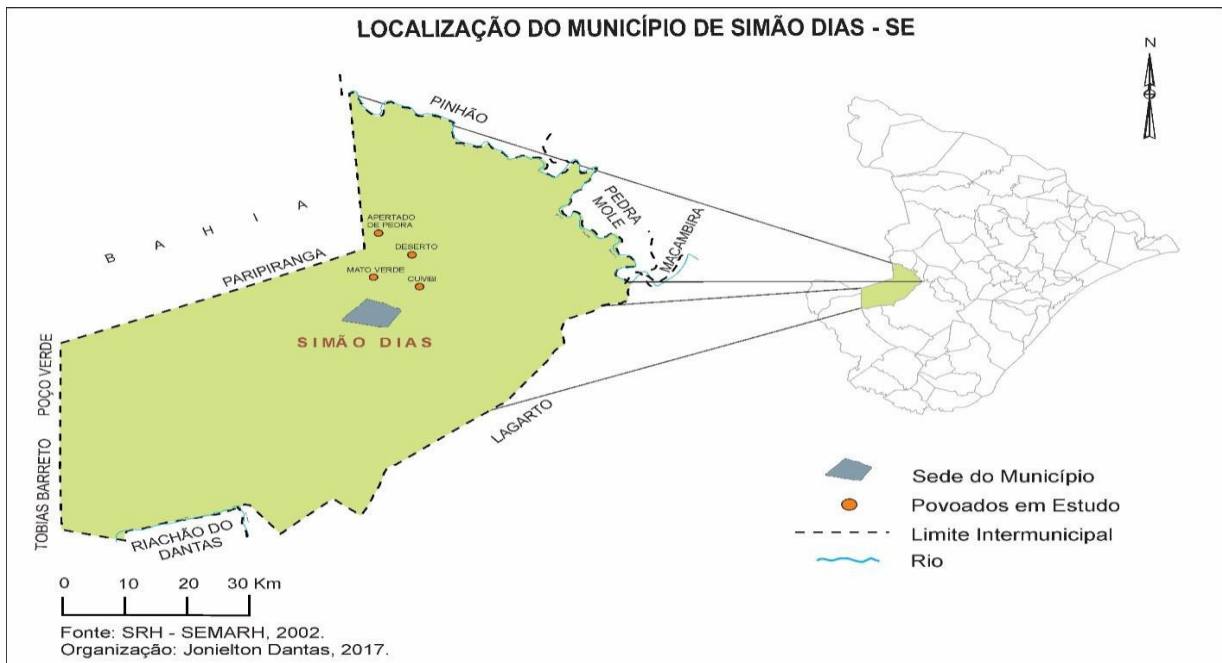 LOCALIZAÇÃO DO MUNICÍPIO DE SIMÃO DIAS - SE
N
PINHÃO
PEDRA
MOLE
MACAMBIRA
BAHIA
PARIPIRANGA
APERTADO
DE PEDRA
DESERTO
MATO VERDE
CUMBI
SIMÃO DIAS
POÇO VERDE
TOBIAS BARRETO
LAGARTO
RIACHÃO DO
DANTAS
Sede do Município
Povoados em Estudo
Limite Intermunicipal
Rio
0 10 20 30 Km
Fonte: SRH - SEMARH, 2002.
Organização: Jonielton Dantas, 2017.